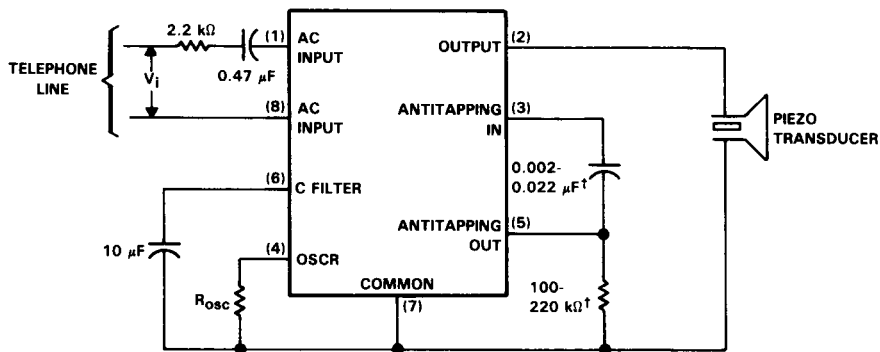 2.2 kΩ
(1)
AC
INPUT
0.47 μF
TELEPHONE
LINE
Vi
(8)
AC
INPUT
(6)
C FILTER
10 μF
(4)
OSCR
ROSC
COMMON
(7)
OUTPUT
(2)
ANTITAPPING
IN
(3)
0.002-
0.022 μF†
ANTITAPPING
OUT
(5)
100-
220 kΩ†
PIEZO
TRANSDUCER